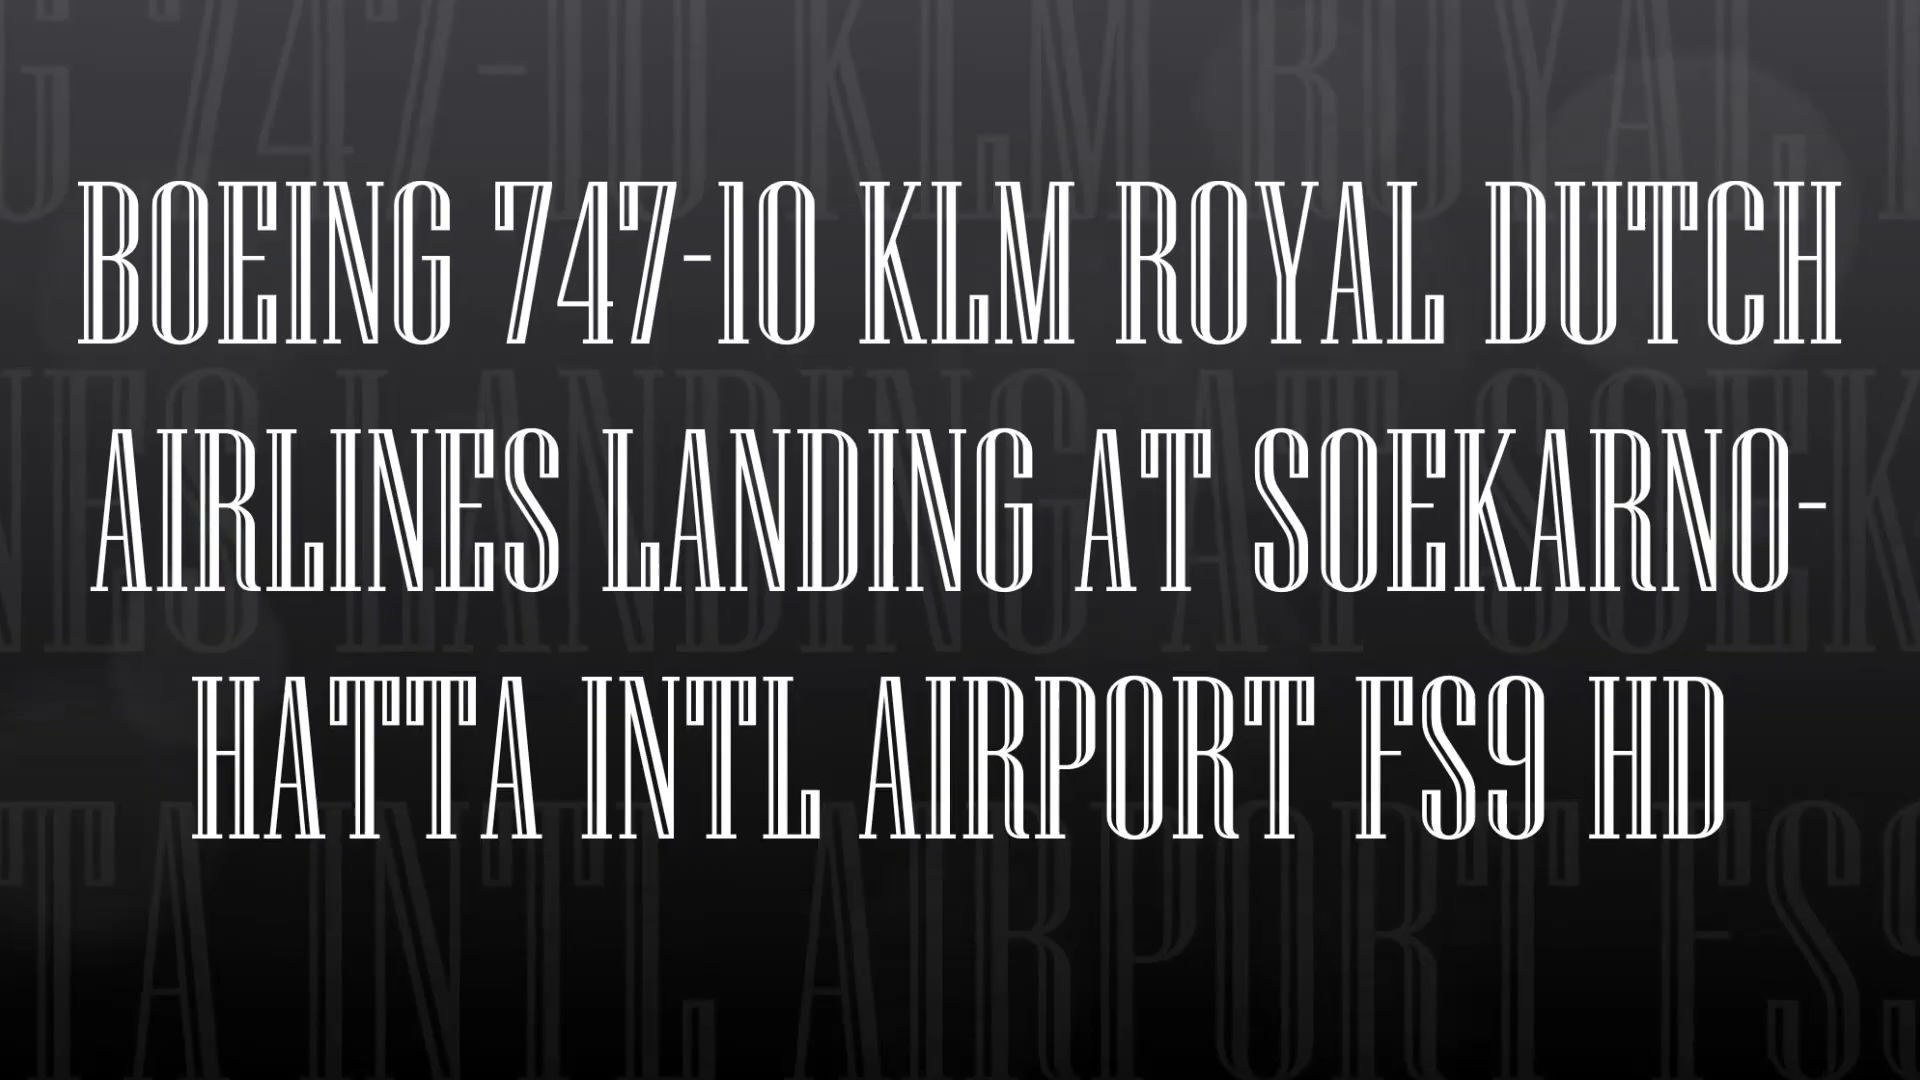 BOEING 747-10 KLM ROYAL DUTCH
AIRLINES LANDING AT SOEKARNO-
HATTA INTL AIRPORT FS9 HD